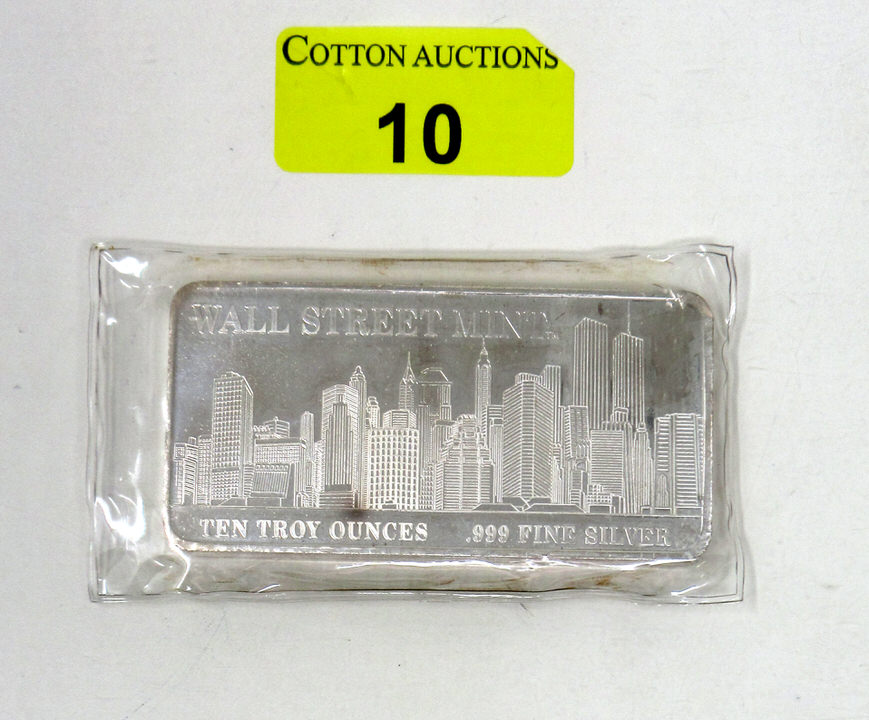 COTTON AUCTIONS
10
WALL STREET MINT
TEN TROY OUNCES .999 FINE SILVER